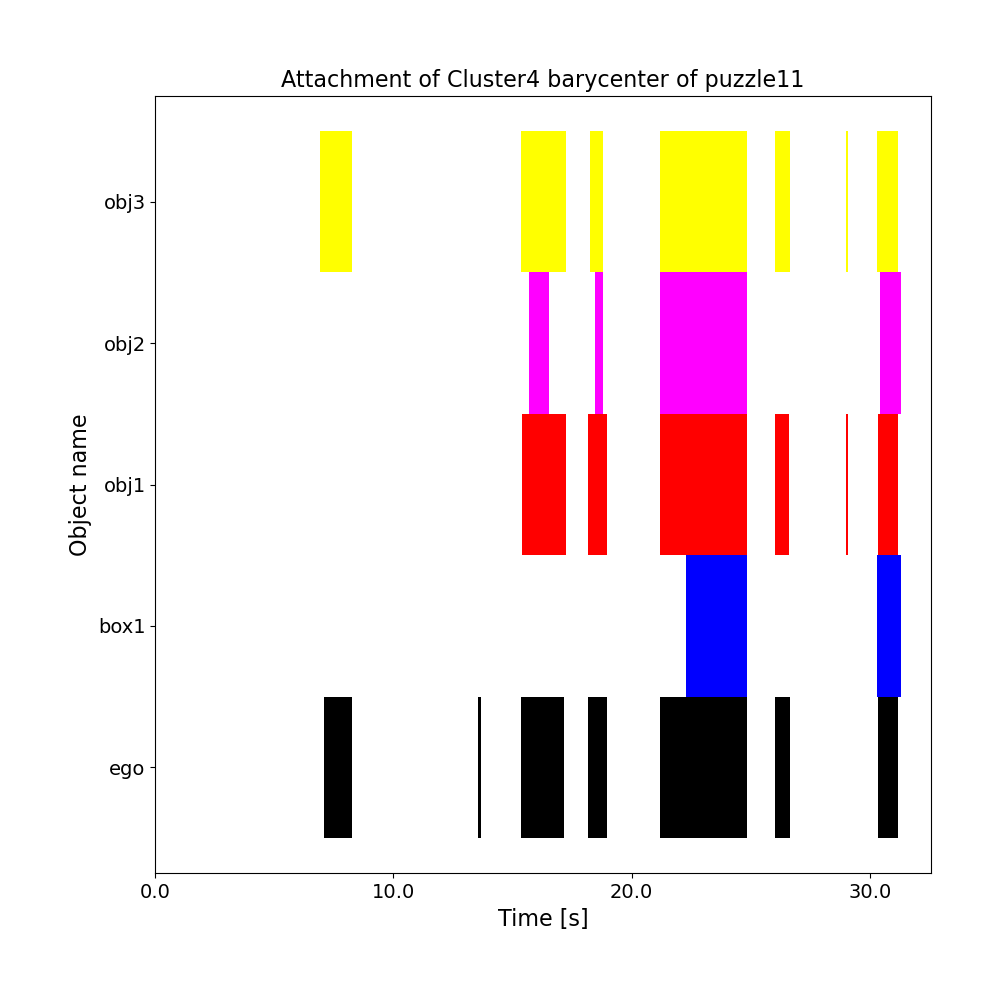 Attachment of Cluster4 barycenter of puzzle11
obj3
obj2
obj1
box1
ego
Object name
0.0 10.0 20.0 30.0
Time [s]